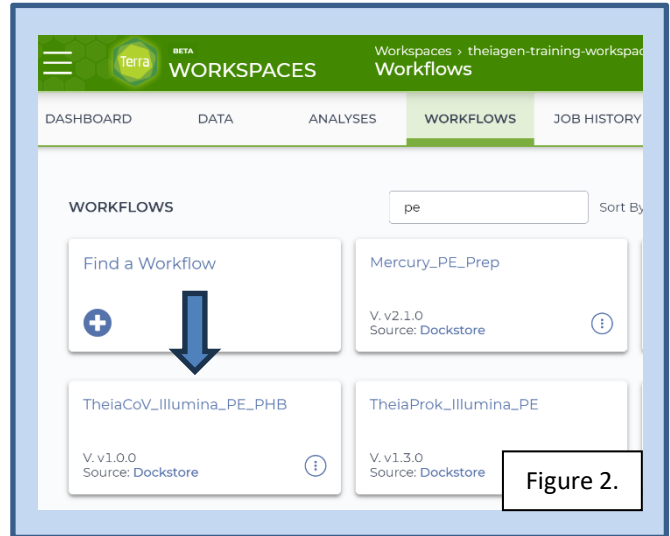 Terra
BETA
WORKSPACES
Workspaces › theiagen-training-workspac
Workflows
DASHBOARD DATA ANALYSES WORKFLOWS JOB HISTORY
WORKFLOWS
pe
Sort By
Find a Workflow
Mercury_PE_Prep
V. v2.1.0
Source: Dockstore
TheiaCoV_Illumina_PE_PHB
V. v1.0.0
Source: Dockstore
TheiaProk_Illumina_PE
V. v1.3.0
Source: Dockstore
Figure 2.